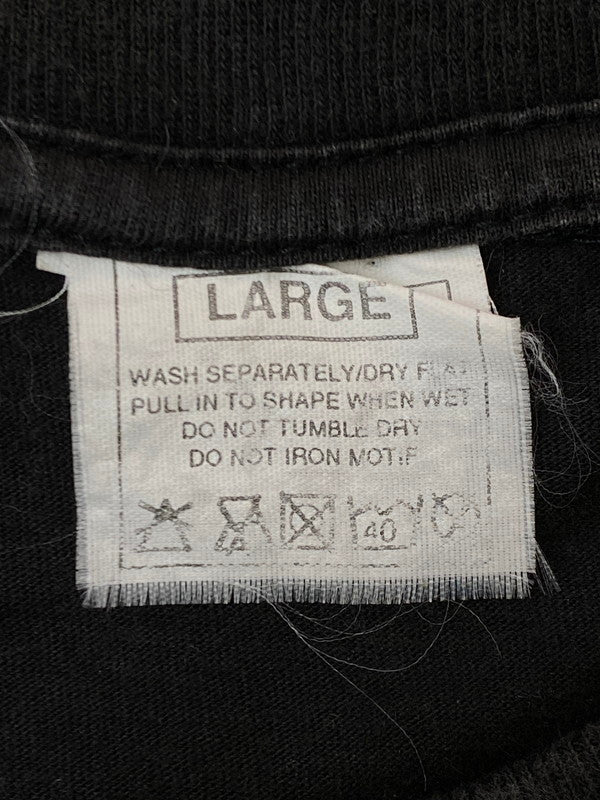 LARGE
WASH SEPARATELY/DRY FLAT
PULL IN TO SHAPE WHEN WET
DO NOT TUMBLE DRY
DO NOT IRON MOTIF
40